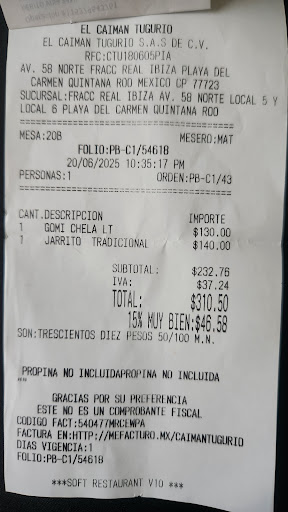 EL CAIMAN TUGURIO
EL CAIMAN TUGURIO S.A.S DE C.V.
RFC:CTU180605PIA
AV. 58 NORTE FRACC REAL IBIZA PLAYA DEL
CARMEN QUINTANA ROO MEXICO CP 77723
SUCURSAL:FRACC REAL IBIZA AV. 58 NORTE LOCAL 5 Y
LOCAL 6 PLAYA DEL CARMEN QUINTANA ROO
========================================
MESA:20B MESERO:MAT
FOLIO:PB-C1/54618
20/06/2025 10:35:17 PM
PERSONAS:1 ORDEN:PB-C1/43
========================================
CANT.DESCRIPCION IMPORTE
1 GOMI CHELA LT $130.00
1 JARRITO TRADICIONAL $140.00
SUBTOTAL: $232.76
IVA: $37.24
TOTAL: $310.50
15% MUY BIEN:$46.58
SON:TRESCIENTOS DIEZ PESOS 50/100 M.N.
PROPINA NO INCLUIDAPROPINA NO INCLUIDA
**
GRACIAS POR SU PREFERENCIA
ESTE NO ES UN COMPROBANTE FISCAL
CODIGO FACT:540477MRCEWPA
FACTURA EN:HTTP://MEFACTURO.MX/CAIMANTUGURIO
DIAS VIGENCIA:1
FOLIO:PB-C1/54618
***SOFT RESTAURANT V10 ***